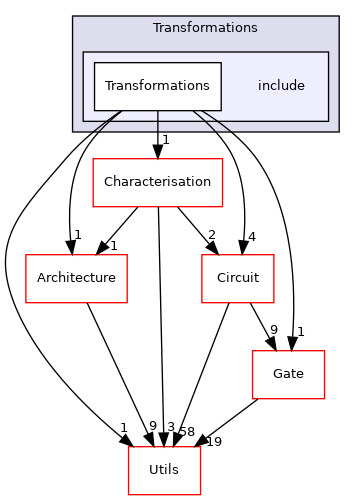 Transformations
Transformations
include
1
Characterisation
1
1
2
4
Architecture
Circuit
9
1
Gate
1
9
3
58
19
Utils